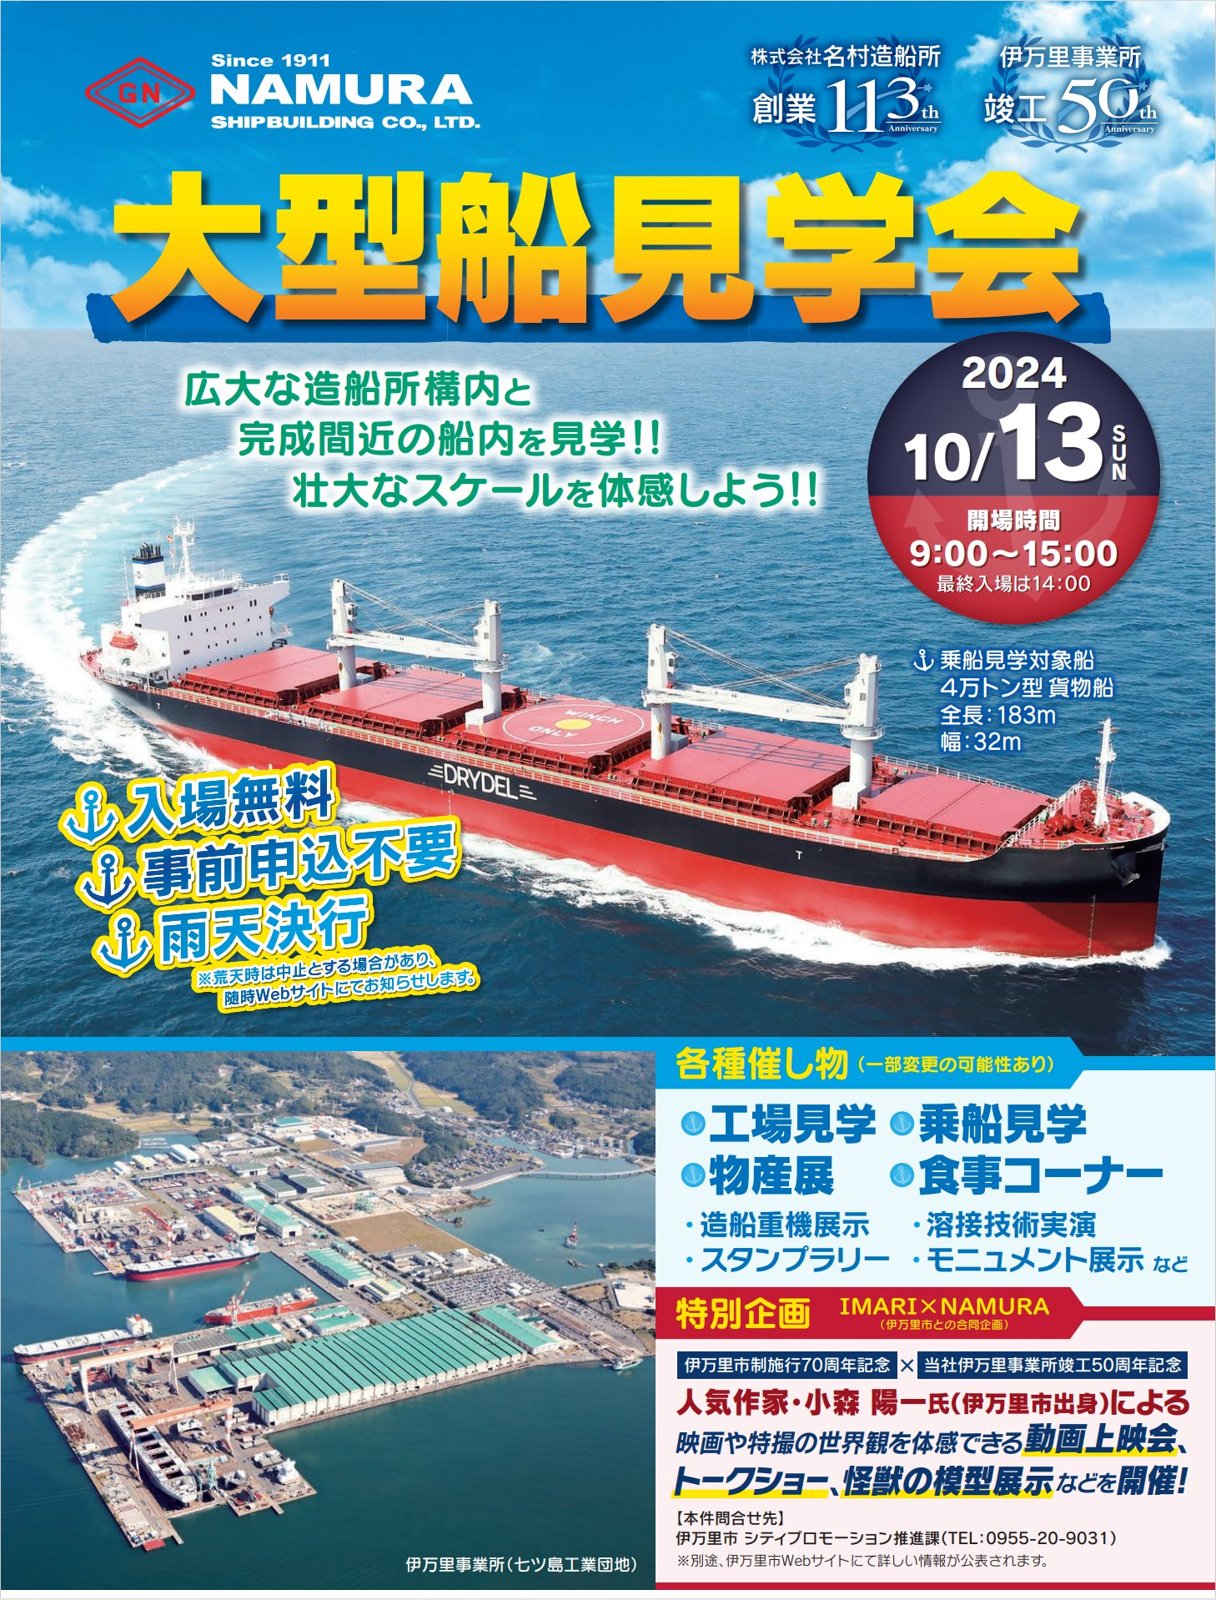 Since 1911
GN
NAMURA
SHIPBUILDING CO., LTD.
株式会社名村造船所
創業 113th
Anniversary
伊万里事業所
竣工 50th
Anniversary
大型船見学会
広大な造船所構内と
完成間近の船内を見学!!
壮大なスケールを体感しよう!!
2024
10/13 SUN
開場時間
9:00～15:00
最終入場は14:00
乗船見学対象船
4万トン型 貨物船
全長：183m
幅：32m
WINCH
ONLY
DRYDEL
入場無料
事前申込不要
雨天決行
※荒天時は中止とする場合があり、
随時Webサイトにてお知らせします。
各種催し物（一部変更の可能性あり）
工場見学 乗船見学
物産展 食事コーナー
・造船重機展示 ・溶接技術実演
・スタンプラリー ・モニュメント展示 など
特別企画 IMARI×NAMURA
（伊万里市との合同企画）
伊万里市制施行70周年記念 × 当社伊万里事業所竣工50周年記念
人気作家・小森 陽一氏（伊万里市出身）による
映画や特撮の世界観を体感できる動画上映会、
トークショー、怪獣の模型展示などを開催!
【本件問合せ先】
伊万里市 シティプロモーション推進課（TEL：0955-20-9031）
※別途、伊万里市Webサイトにて詳しい情報が公表されます。
伊万里事業所（七ツ島工業団地）